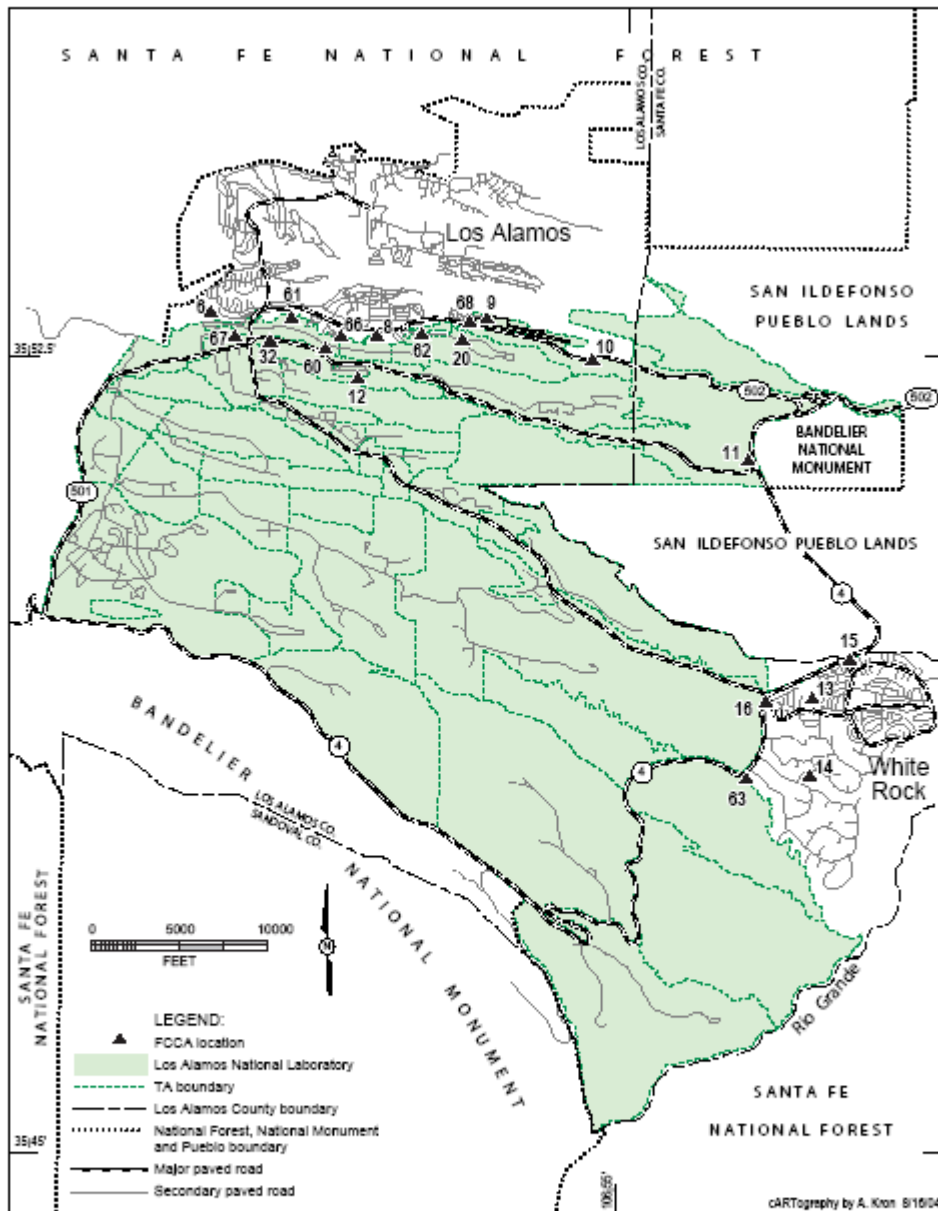 SANTA FE NATIONAL FOREST
LOS ALAMOS CO.
SANTA FE CO.
Los Alamos
SAN ILDEFONSO
PUEBLO LANDS
6
61
66
8
68
9
67
32
60
62
20
10
12
35|52.5'
502
502
11
BANDELIER
NATIONAL
MONUMENT
501
SAN ILDEFONSO PUEBLO LANDS
4
15
13
16
14
White
Rock
63
4
4
BANDELIER
NATIONAL
MONUMENT
LOS ALAMOS CO.
SANDOVAL CO.
SANTA FE
NATIONAL FOREST
0 5000 10000
FEET
N
Rio Grande
LEGEND:
FCCA location
Los Alamos National Laboratory
TA boundary
Los Alamos County boundary
National Forest, National Monument
and Pueblo boundary
Major paved road
Secondary paved road
SANTA FE
NATIONAL FOREST
35|45'
cARTography by A. Kron 8/16/04